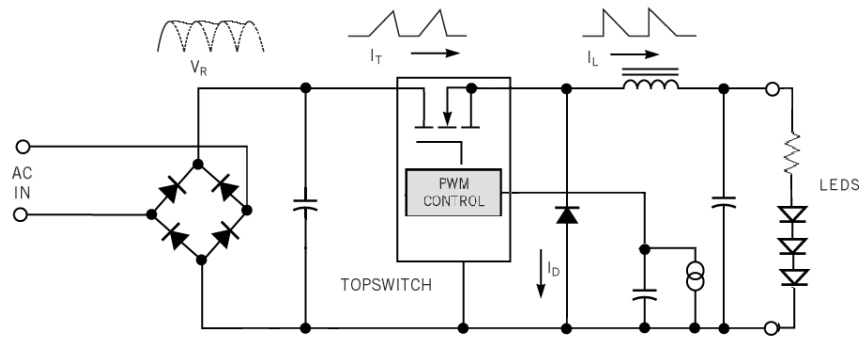 V_R
I_T
I_L
AC
IN
PWM
CONTROL
LEDS
I_D
TOPSWITCH